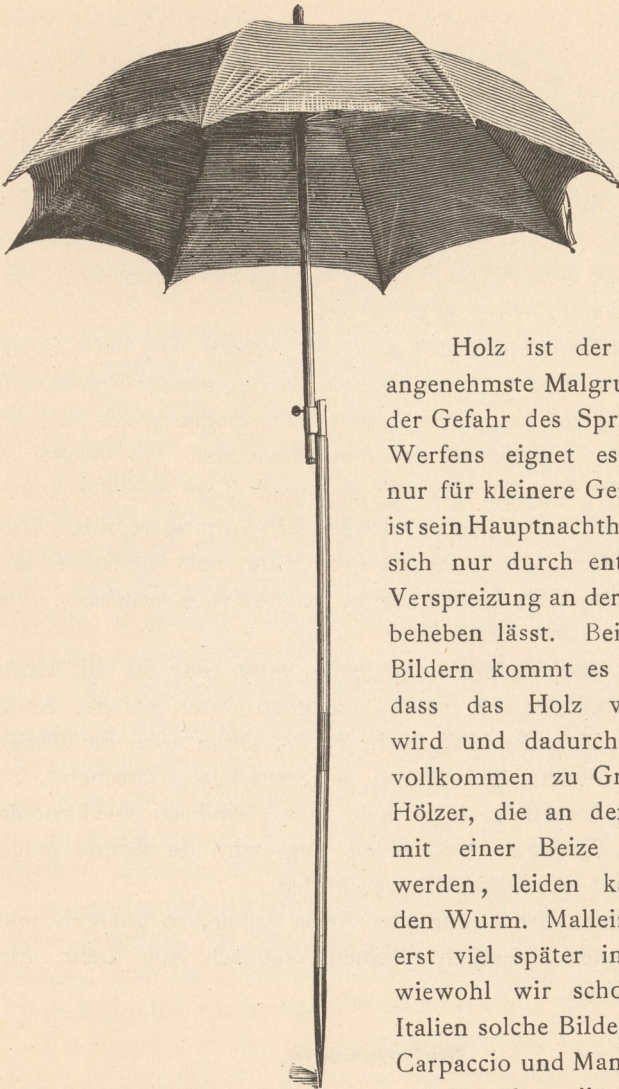 Holz ist der
angenehmste Malgru
der Gefahr des Spr
Werfens eignet es
nur für kleinere Ge
ist sein Hauptnachth
sich nur durch ent
Verspreizung an der
beheben lässt. Bei
Bildern kommt es
dass das Holz v
wird und dadurch
vollkommen zu Gr
Hölzer, die an de
mit einer Beize
werden, leiden k
den Wurm. Mallei
erst viel später in
wiewohl wir scho
Italien solche Bilde
Carpaccio und Man